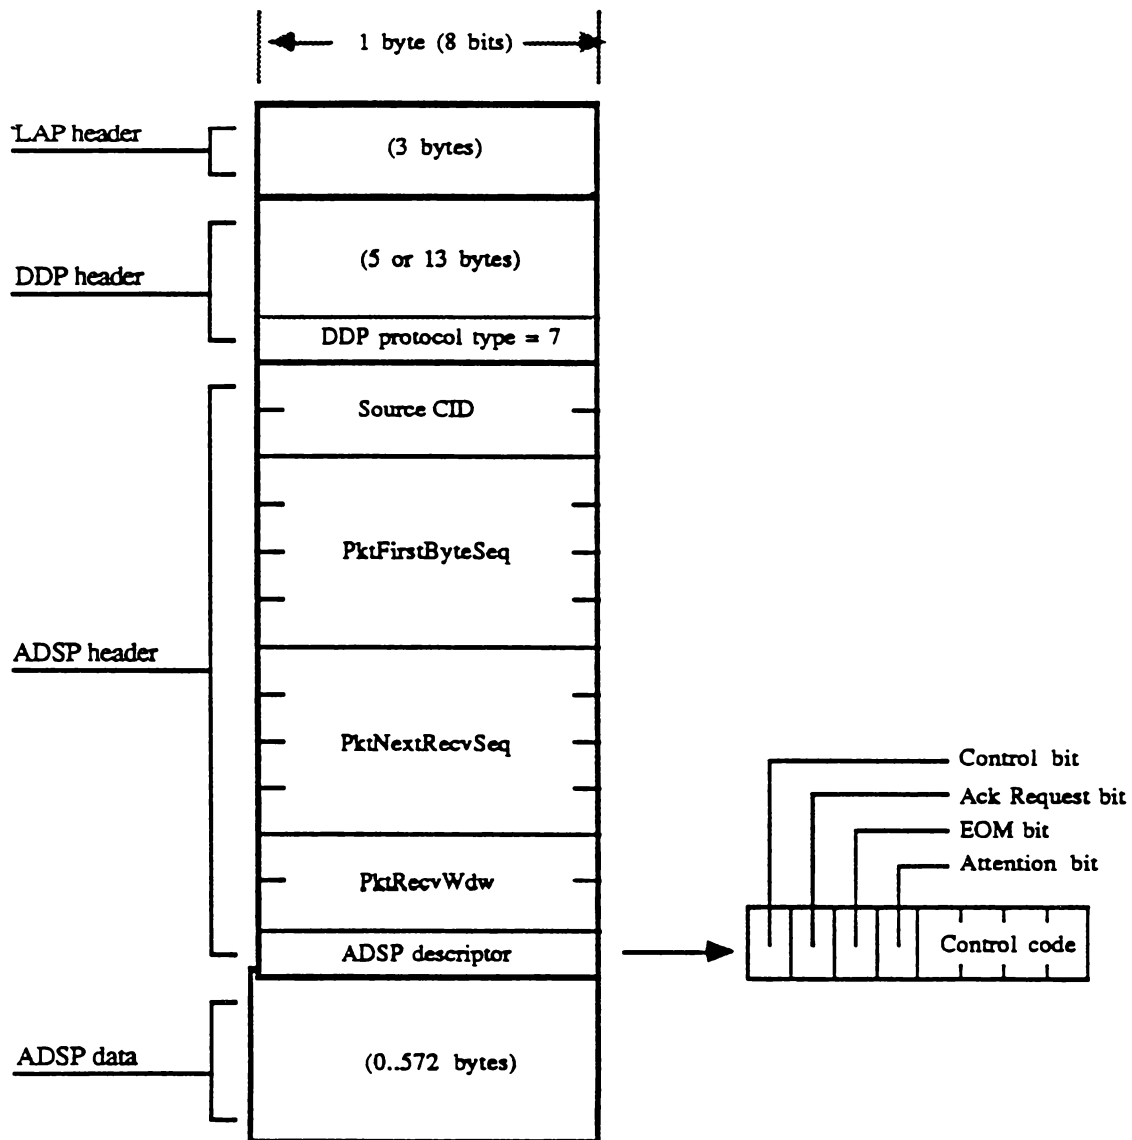 1 byte (8 bits)
LAP header
(3 bytes)
DDP header
(5 or 13 bytes)
DDP protocol type = 7
Source CID
PktFirstByteSeq
ADSP header
PktNextRecvSeq
PktRecvWdw
ADSP descriptor
Control bit
Ack Request bit
EOM bit
Attention bit
Control code
ADSP data
(0..572 bytes)